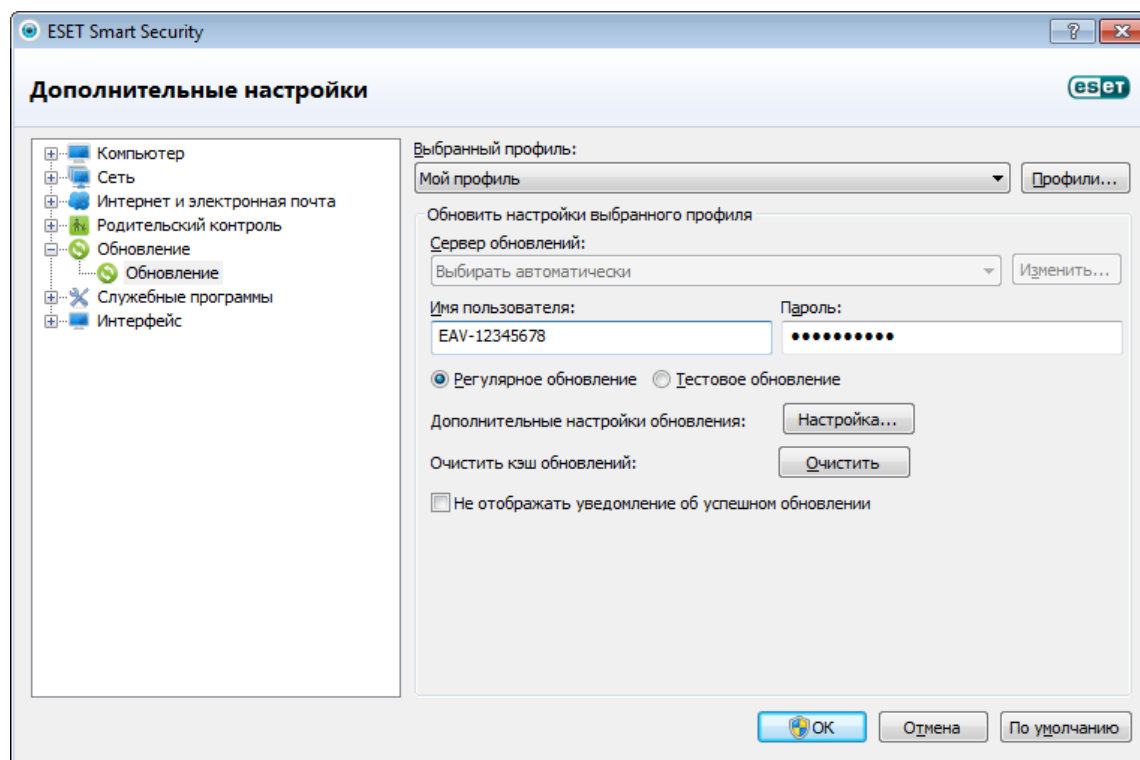 ESET Smart Security
Дополнительные настройки
eset
Компьютер
Сеть
Интернет и электронная почта
Родительский контроль
Обновление
Обновление
Служебные программы
Интерфейс
Выбранный профиль:
Мой профиль
Профили...
Обновить настройки выбранного профиля
Сервер обновлений:
Выбирать автоматически
Изменить...
Имя пользователя: Пароль:
EAV-12345678 ●●●●●●●●●●
Регулярное обновление Тестовое обновление
Дополнительные настройки обновления: Настройка...
Очистить кэш обновлений: Очистить
Не отображать уведомление об успешном обновлении
OK Отмена По умолчанию